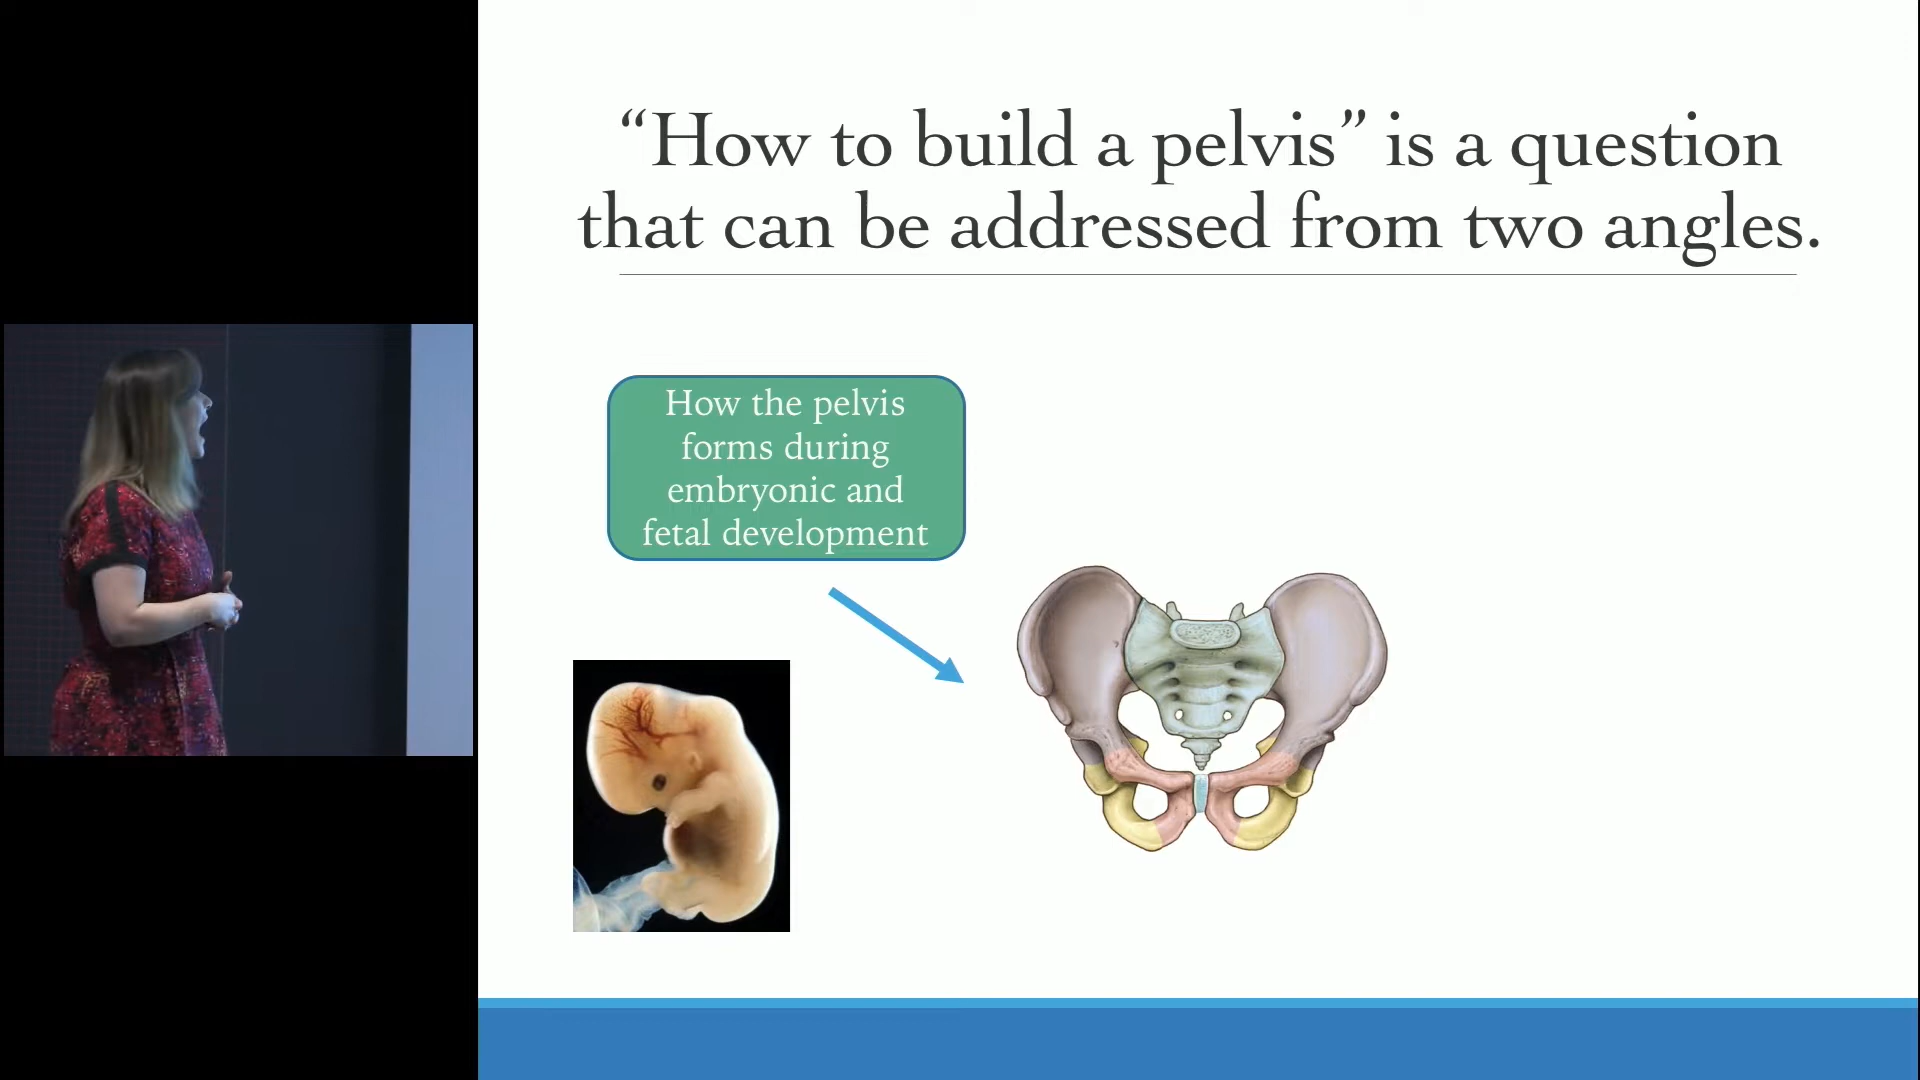 “How to build a pelvis” is a question
that can be addressed from two angles.
How the pelvis
forms during
embryonic and
fetal development